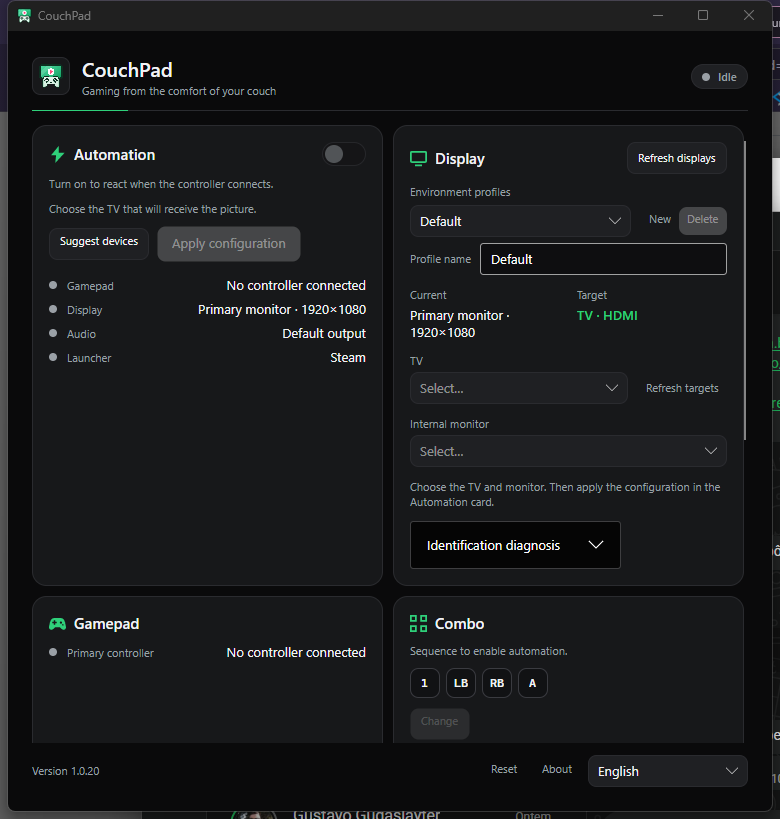 CouchPad
CouchPad
Gaming from the comfort of your couch
Idle
Automation
Turn on to react when the controller connects.
Choose the TV that will receive the picture.
Suggest devices
Apply configuration
Gamepad
No controller connected
Display
Primary monitor · 1920×1080
Audio
Default output
Launcher
Steam
Display
Refresh displays
Environment profiles
Default
New
Delete
Profile name
Default
Current
Target
Primary monitor ·
1920×1080
TV · HDMI
TV
Select...
Refresh targets
Internal monitor
Select...
Choose the TV and monitor. Then apply the configuration in the
Automation card.
Identification diagnosis
Gamepad
Primary controller
No controller connected
Combo
Sequence to enable automation.
1
LB
RB
A
Change
Version 1.0.20
Reset
About
English
Gustavo Gugaslayter
Ontem